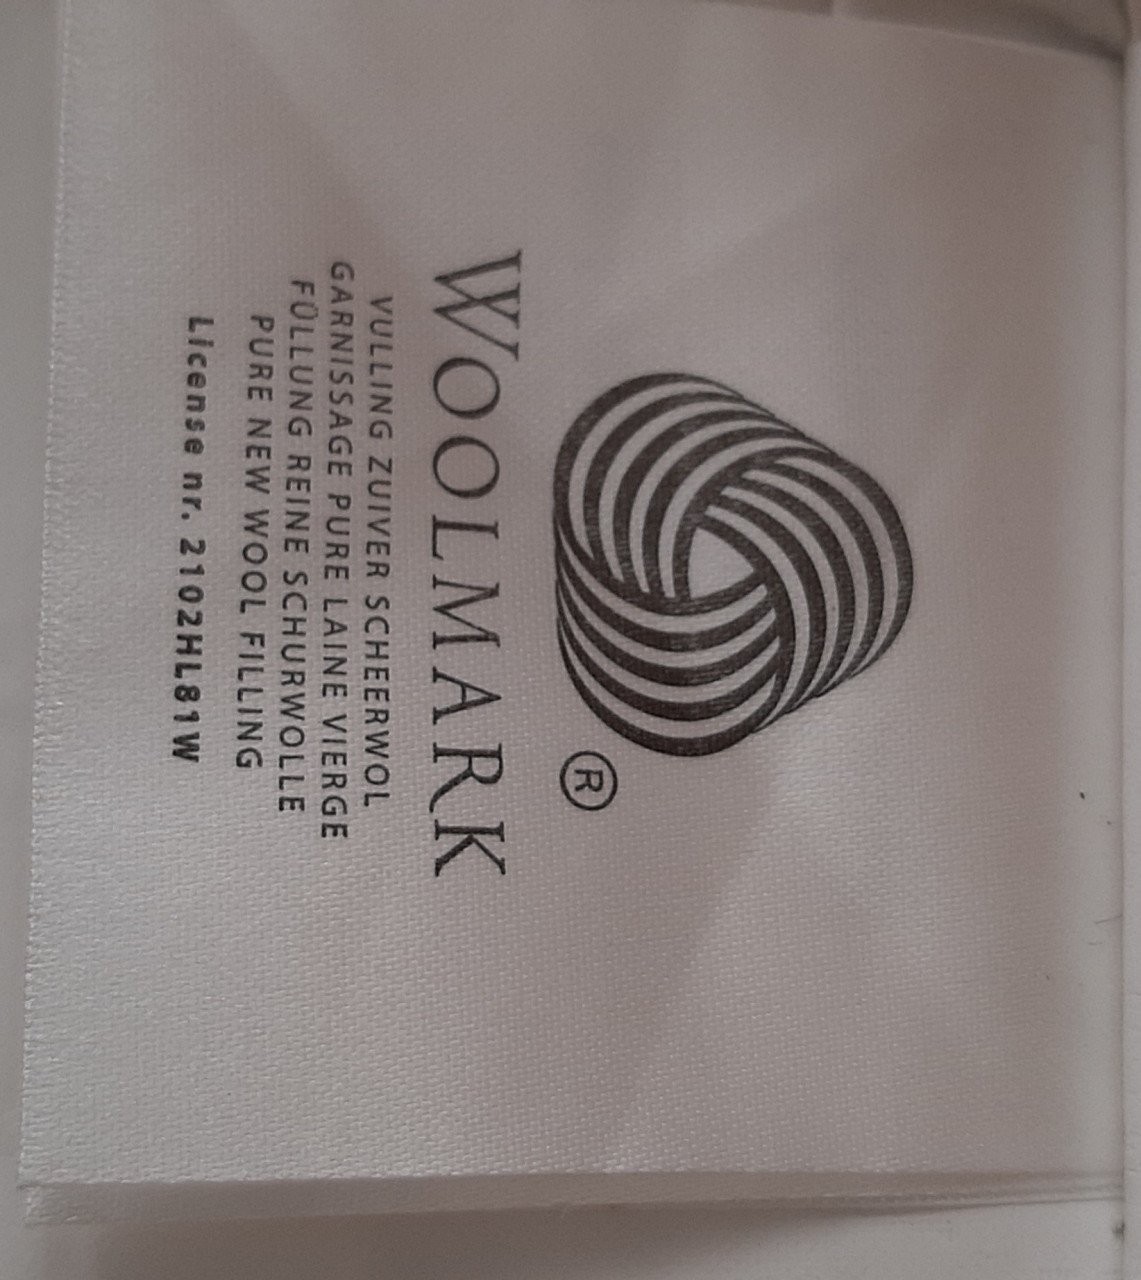 ®
WOOLMARK
VULLING ZUIVER SCHEERWOL
GARNISSAGE PURE LAINE VIERGE
FÜLLUNG REINE SCHURWOLLE
PURE NEW WOOL FILLING
License nr. 2102HL81W